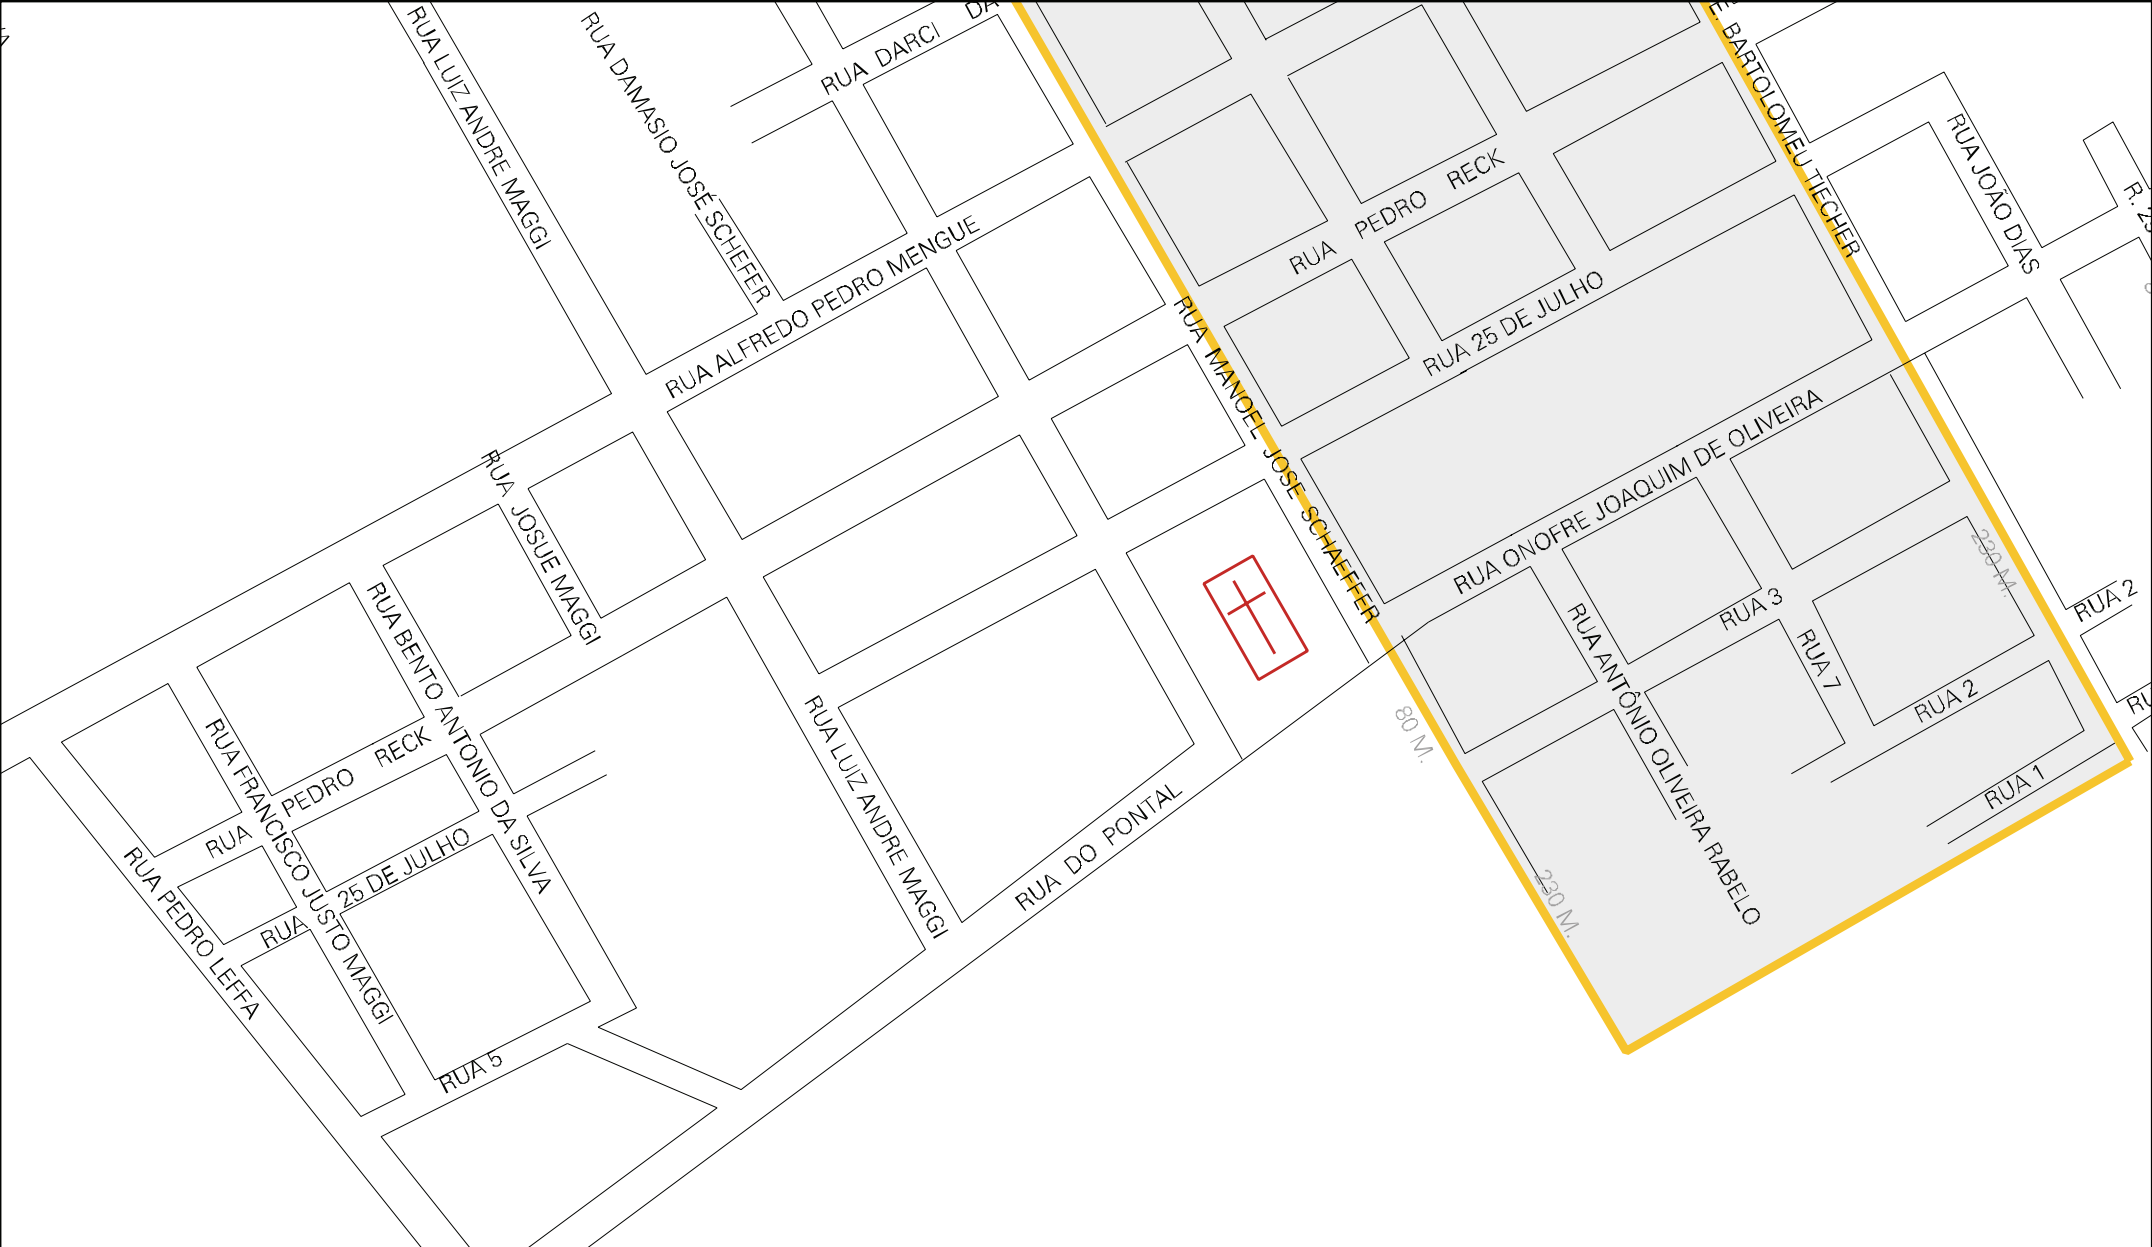 RUA LUIZ ANDRE MAGGI
RUA DAMASIO JOSÉ SCHEFER
RUA DARCI
DA
BARTOLOMEU TIECHER
RUA JOÃO DIAS
RUA ALFREDO PEDRO MENGUE
RUA PEDRO RECK
RUA 25 DE JULHO
RUA MANOEL JOSE SCHAEFFER
RUA ONOFRE JOAQUIM DE OLIVEIRA
RUA JOSUE MAGGI
RUA BENTO ANTONIO DA SILVA
RUA FRANCISCO JUSTO MAGGI
RUA PEDRO RECK
RUA 25 DE JULHO
RUA PEDRO LEFFA
RUA 5
RUA LUIZ ANDRE MAGGI
RUA DO PONTAL
80 M.
230 M.
RUA ANTÔNIO OLIVEIRA RABELO
RUA 3
RUA 7
RUA 2
RUA 1
230 M.
RUA 2